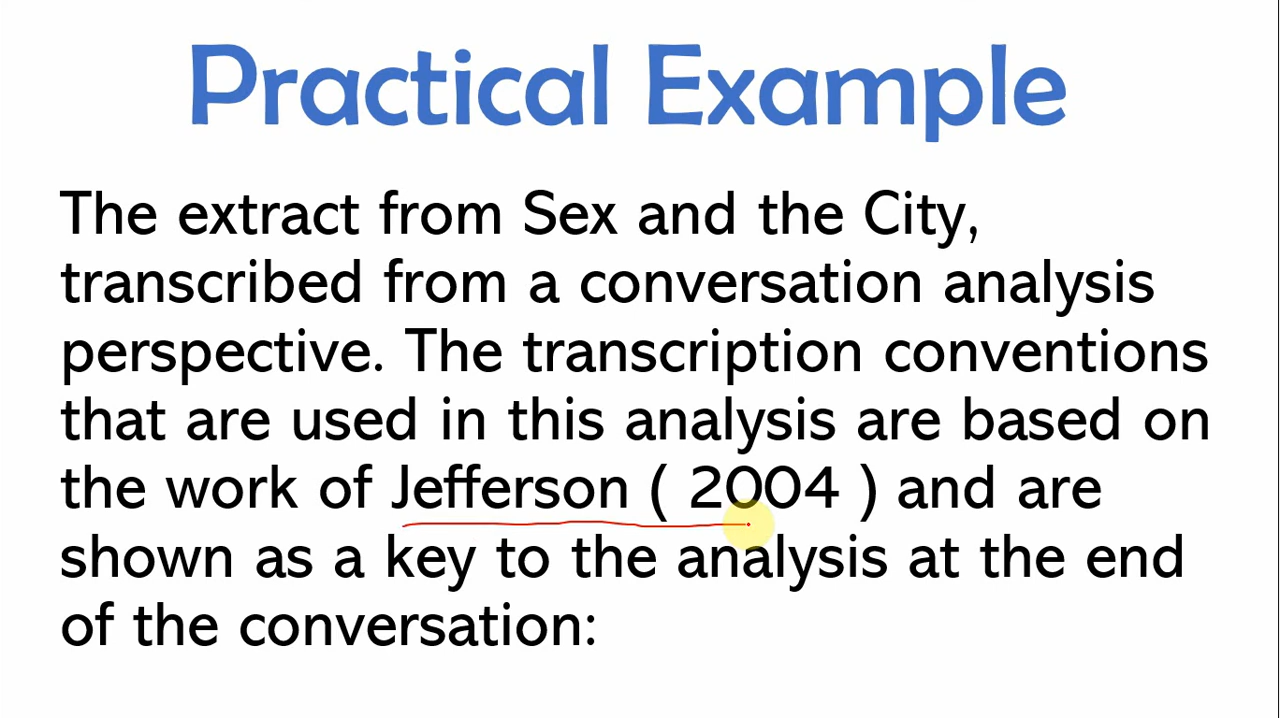 Practical Example
The extract from Sex and the City,
transcribed from a conversation analysis
perspective. The transcription conventions
that are used in this analysis are based on
the work of Jefferson ( 2004 ) and are
shown as a key to the analysis at the end
of the conversation: